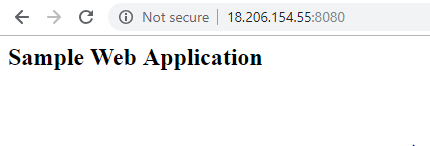 Not secure | 18.206.154.55:8080
Sample Web Application